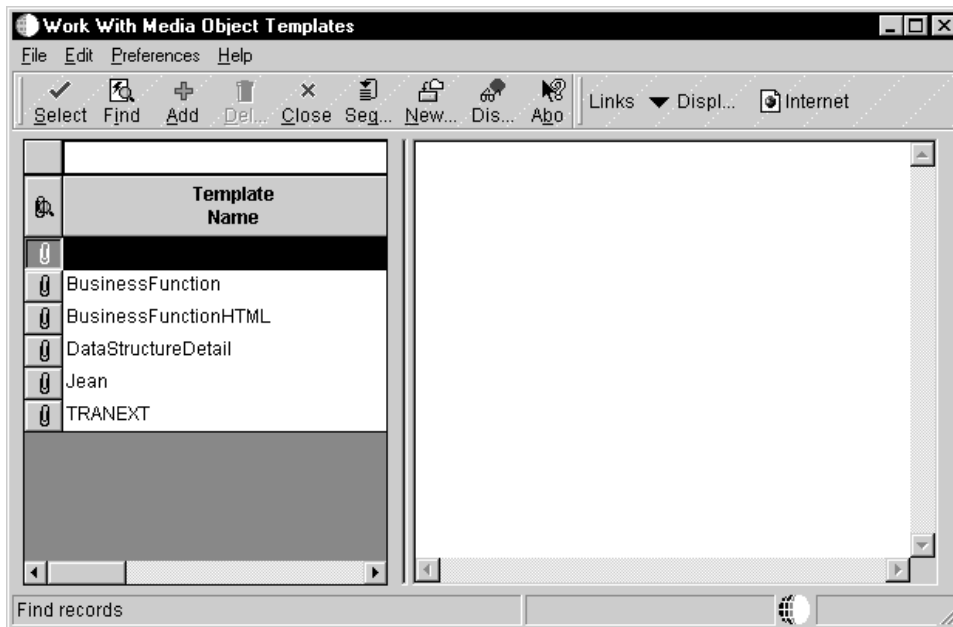 Work With Media Object Templates
File Edit Preferences Help
Select Find Add Del... Close Seq... New... Dis... Abo Links Displ... Internet
Template
Name
BusinessFunction
BusinessFunctionHTML
DataStructureDetail
Jean
TRANEXT
Find records